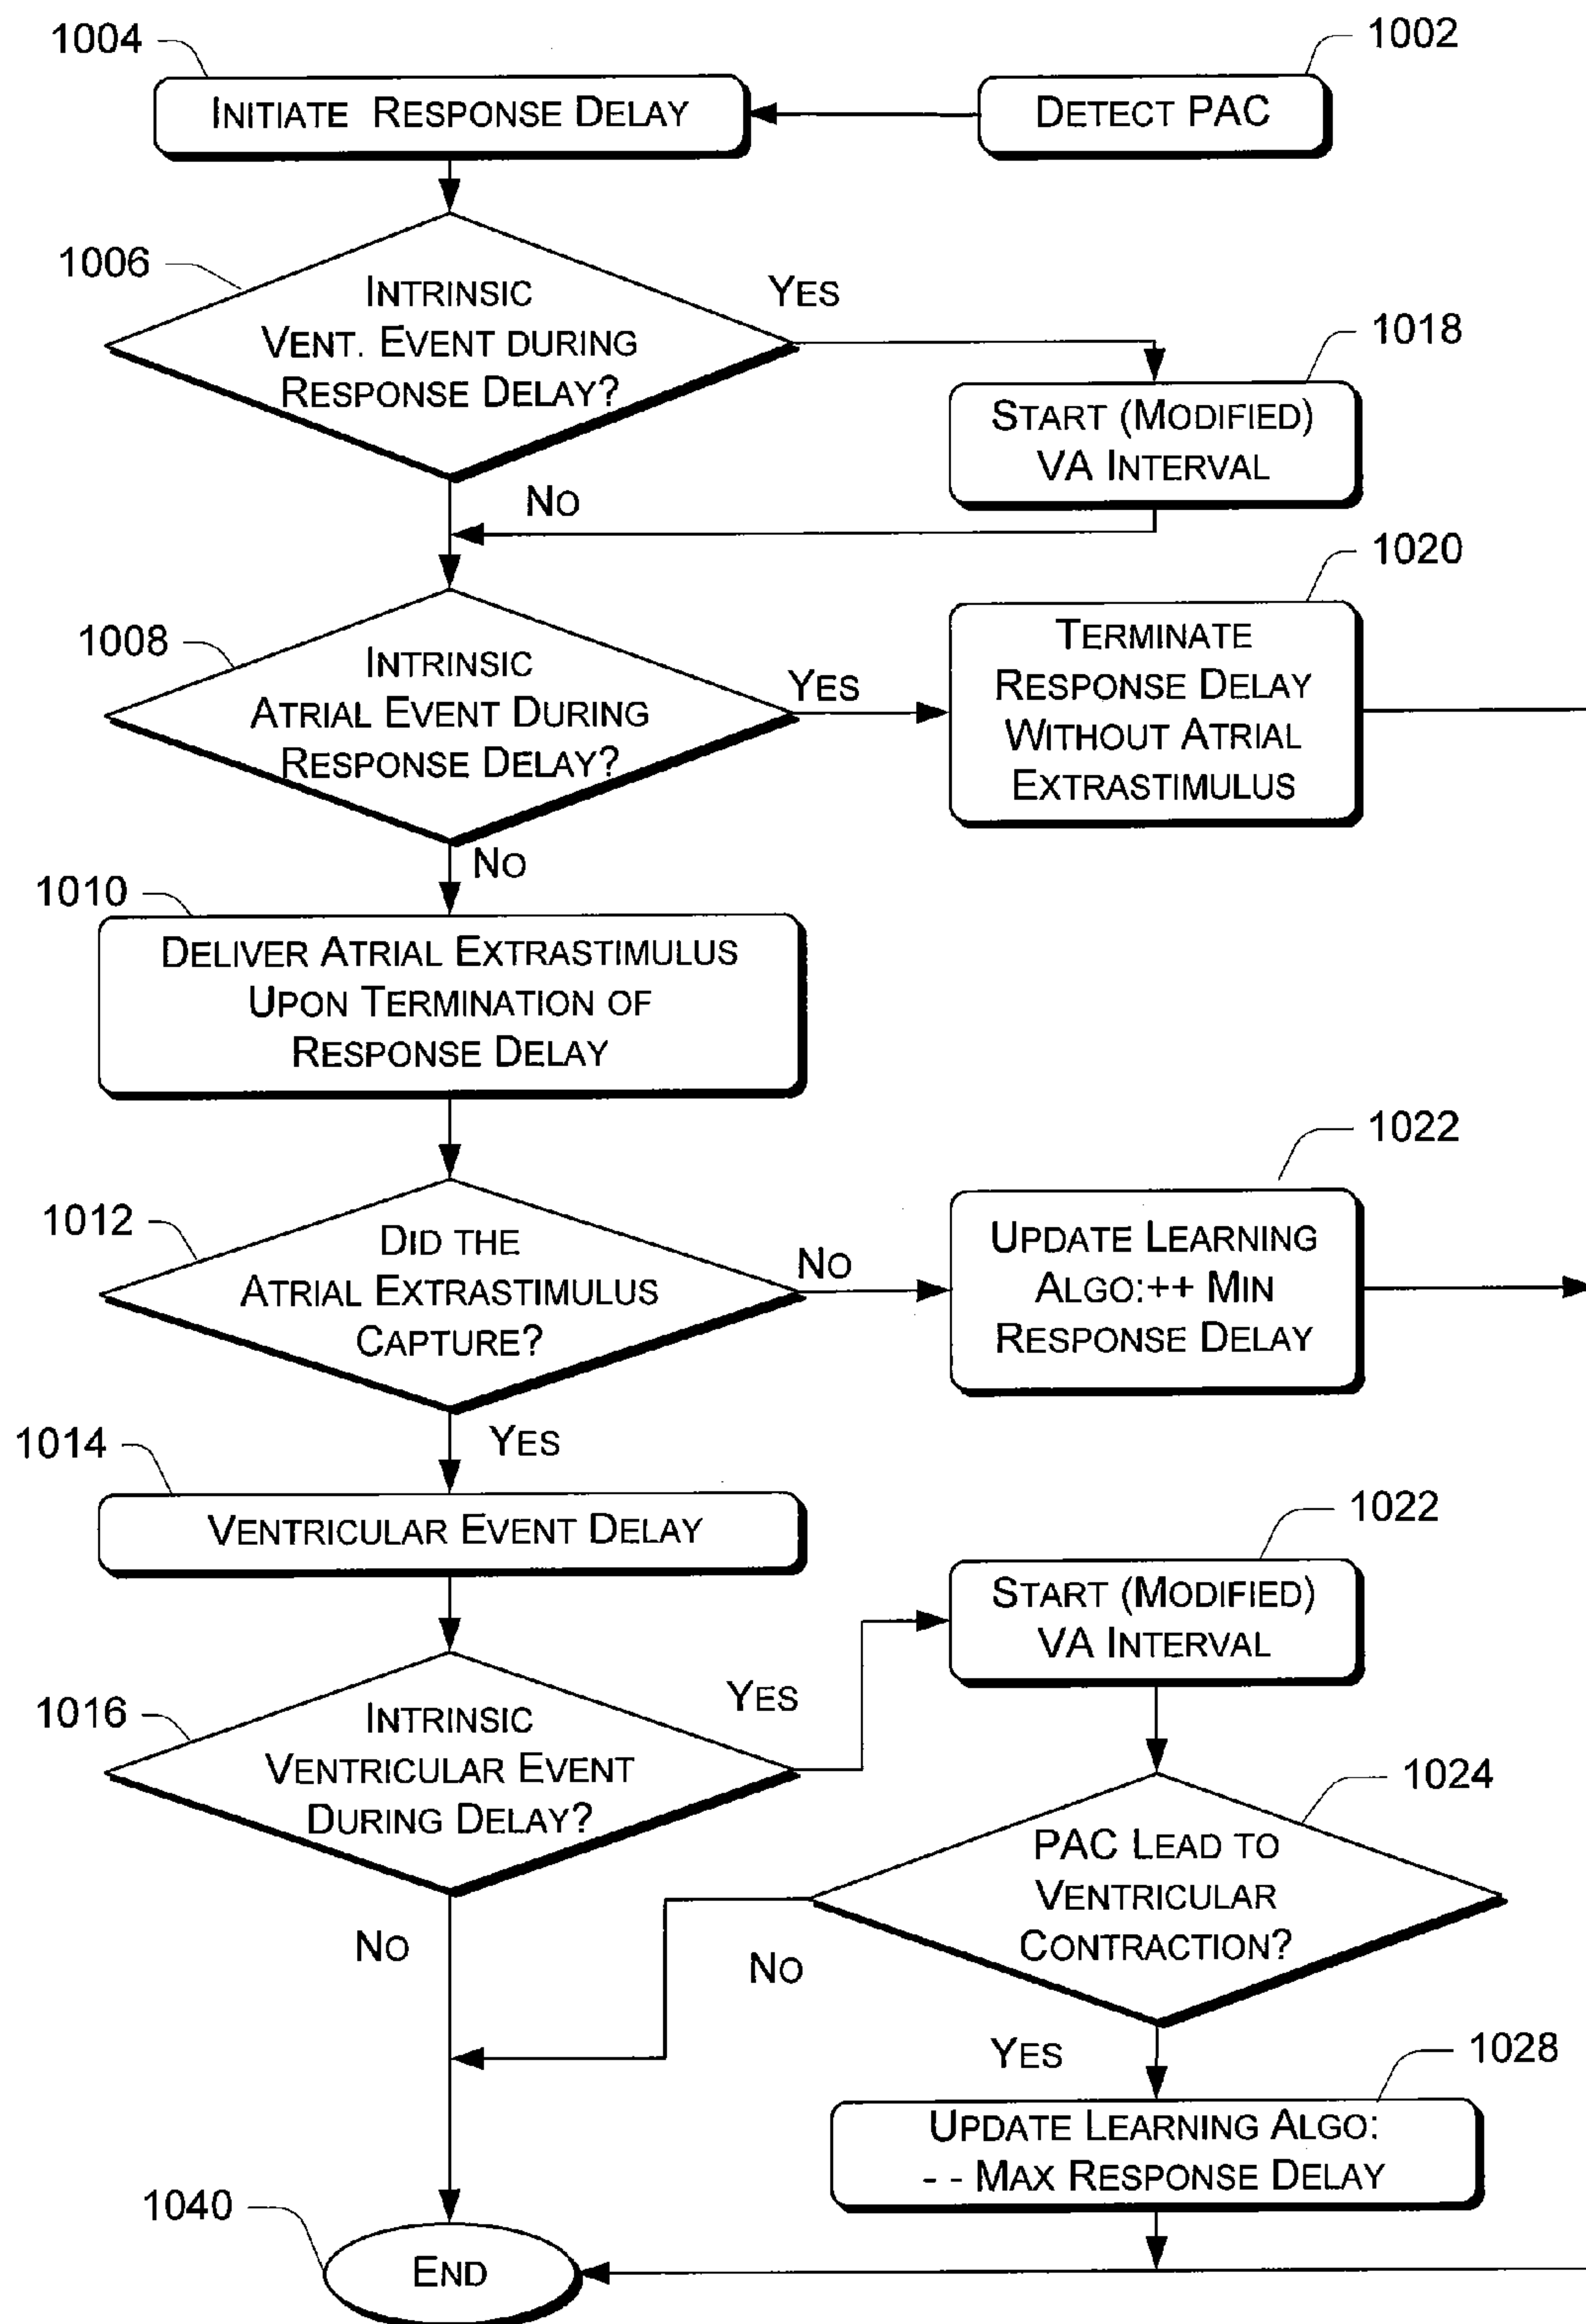 1004
1002
INITIATE RESPONSE DELAY
DETECT PAC
1006
INTRINSIC
VENT. EVENT DURING
RESPONSE DELAY?
YES
1018
START (MODIFIED)
VA INTERVAL
NO
1008
INTRINSIC
ATRIAL EVENT DURING
RESPONSE DELAY?
YES
1020
TERMINATE
RESPONSE DELAY
WITHOUT ATRIAL
EXTRASTIMULUS
NO
1010
DELIVER ATRIAL EXTRASTIMULUS
UPON TERMINATION OF
RESPONSE DELAY
1012
DID THE
ATRIAL EXTRASTIMULUS
CAPTURE?
NO
1022
UPDATE LEARNING
ALGO:++ MIN
RESPONSE DELAY
YES
1014
VENTRICULAR EVENT DELAY
1016
INTRINSIC
VENTRICULAR EVENT
DURING DELAY?
YES
1022
START (MODIFIED)
VA INTERVAL
1024
PAC LEAD TO
VENTRICULAR
CONTRACTION?
NO
NO
YES
1028
UPDATE LEARNING ALGO:
- - MAX RESPONSE DELAY
1040
END